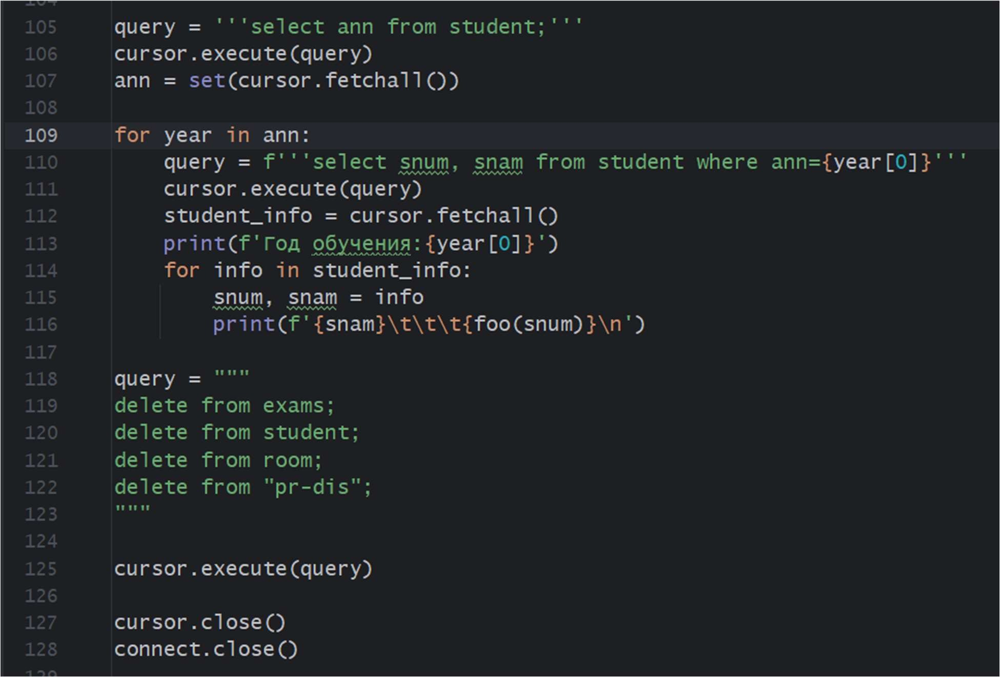 105 query = '''select ann from student;'''
106 cursor.execute(query)
107 ann = set(cursor.fetchall())
108
109 for year in ann:
110 query = f'''select snum, snam from student where ann={year[0]}'''
111 cursor.execute(query)
112 student_info = cursor.fetchall()
113 print(f'Год обучения:{year[0]}')
114 for info in student_info:
115 snum, snam = info
116 print(f'{snam}\t\t\t{foo(snum)}\n')
117
118 query = """
119 delete from exams;
120 delete from student;
121 delete from room;
122 delete from "pr-dis";
123 """
124
125 cursor.execute(query)
126
127 cursor.close()
128 connect.close()